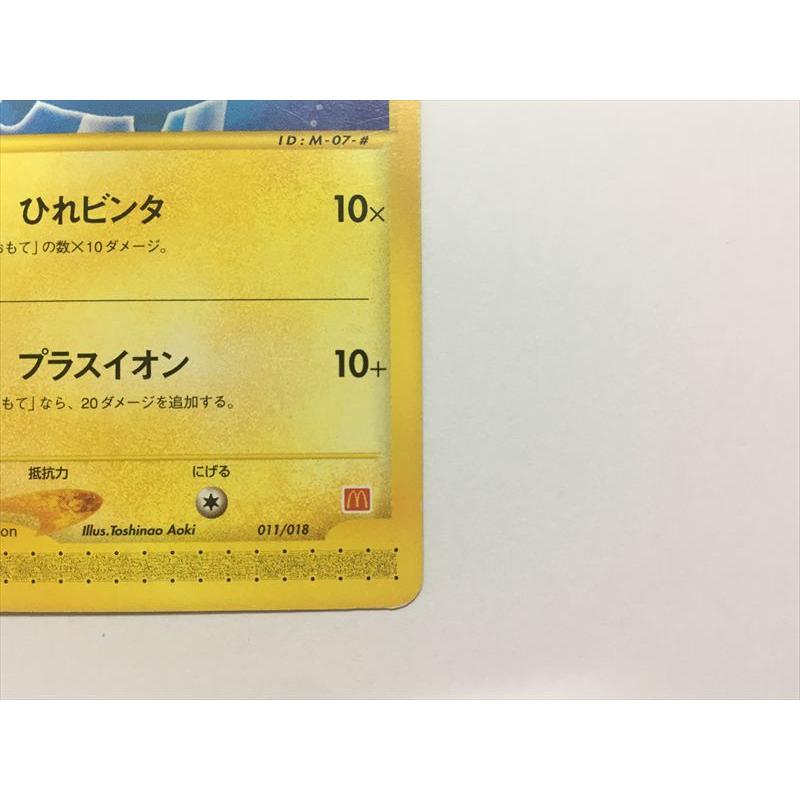 ID:M-07-#
ひれビンタ 10×
おもて」の数×10ダメージ。
プラスイオン 10+
もて」なら、20ダメージを追加する。
抵抗力 にげる
on Illus.Toshinao Aoki 011/018